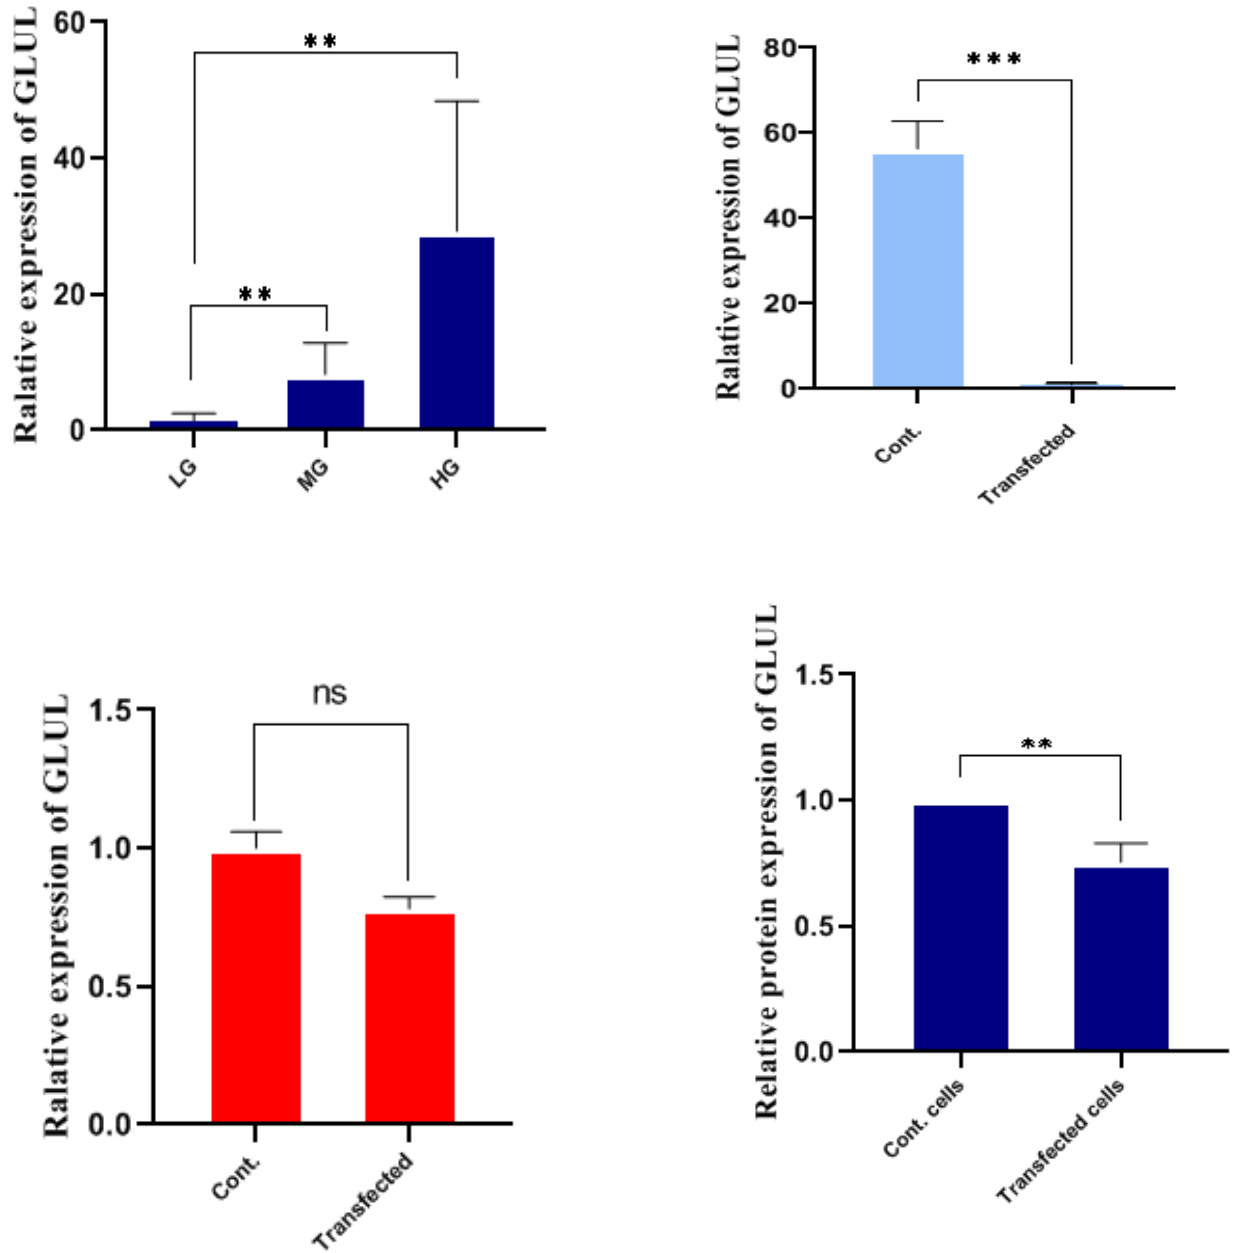 Ralative expression of GLUL
60
40
20
0
**
**
LG
MG
HG
Ralative expression of GLUL
80
60
40
20
0
***
Cont.
Transfected
Ralative expression of GLUL
1.5
1.0
0.5
0.0
ns
Cont.
Transfected
Relative protein expression of GLUL
1.5
1.0
0.5
0.0
**
Cont. cells
Transfected cells